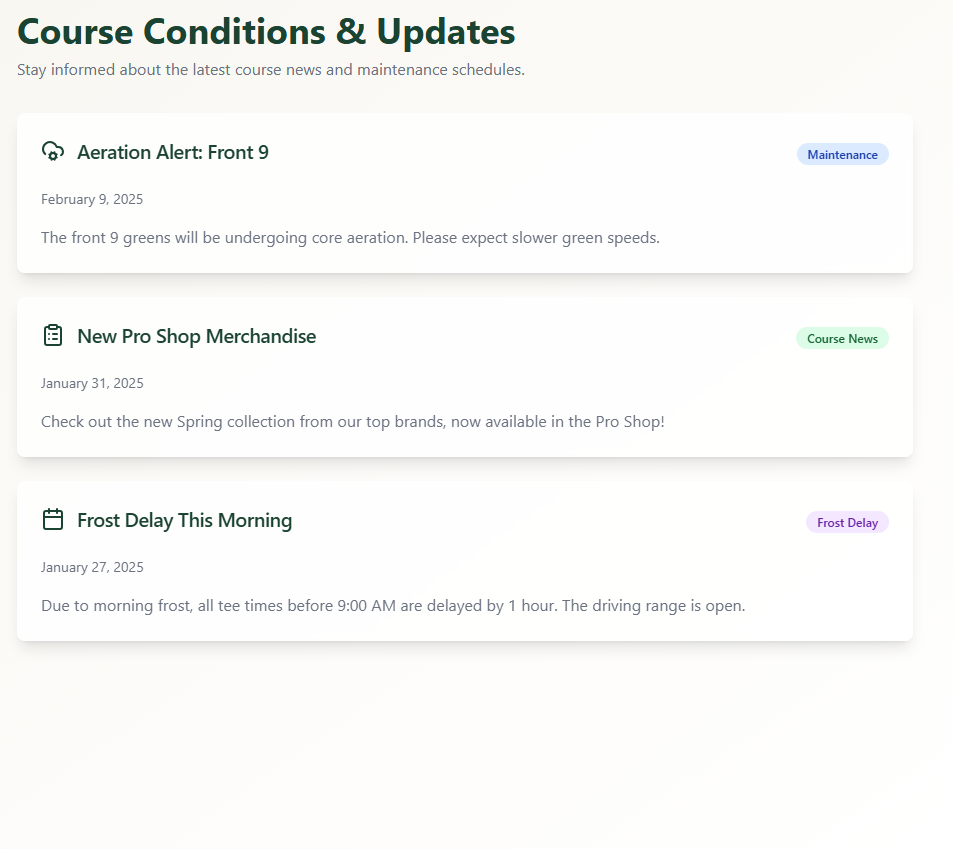 Course Conditions & Updates
Stay informed about the latest course news and maintenance schedules.
Aeration Alert: Front 9
Maintenance
February 9, 2025
The front 9 greens will be undergoing core aeration. Please expect slower green speeds.
New Pro Shop Merchandise
Course News
January 31, 2025
Check out the new Spring collection from our top brands, now available in the Pro Shop!
Frost Delay This Morning
Frost Delay
January 27, 2025
Due to morning frost, all tee times before 9:00 AM are delayed by 1 hour. The driving range is open.